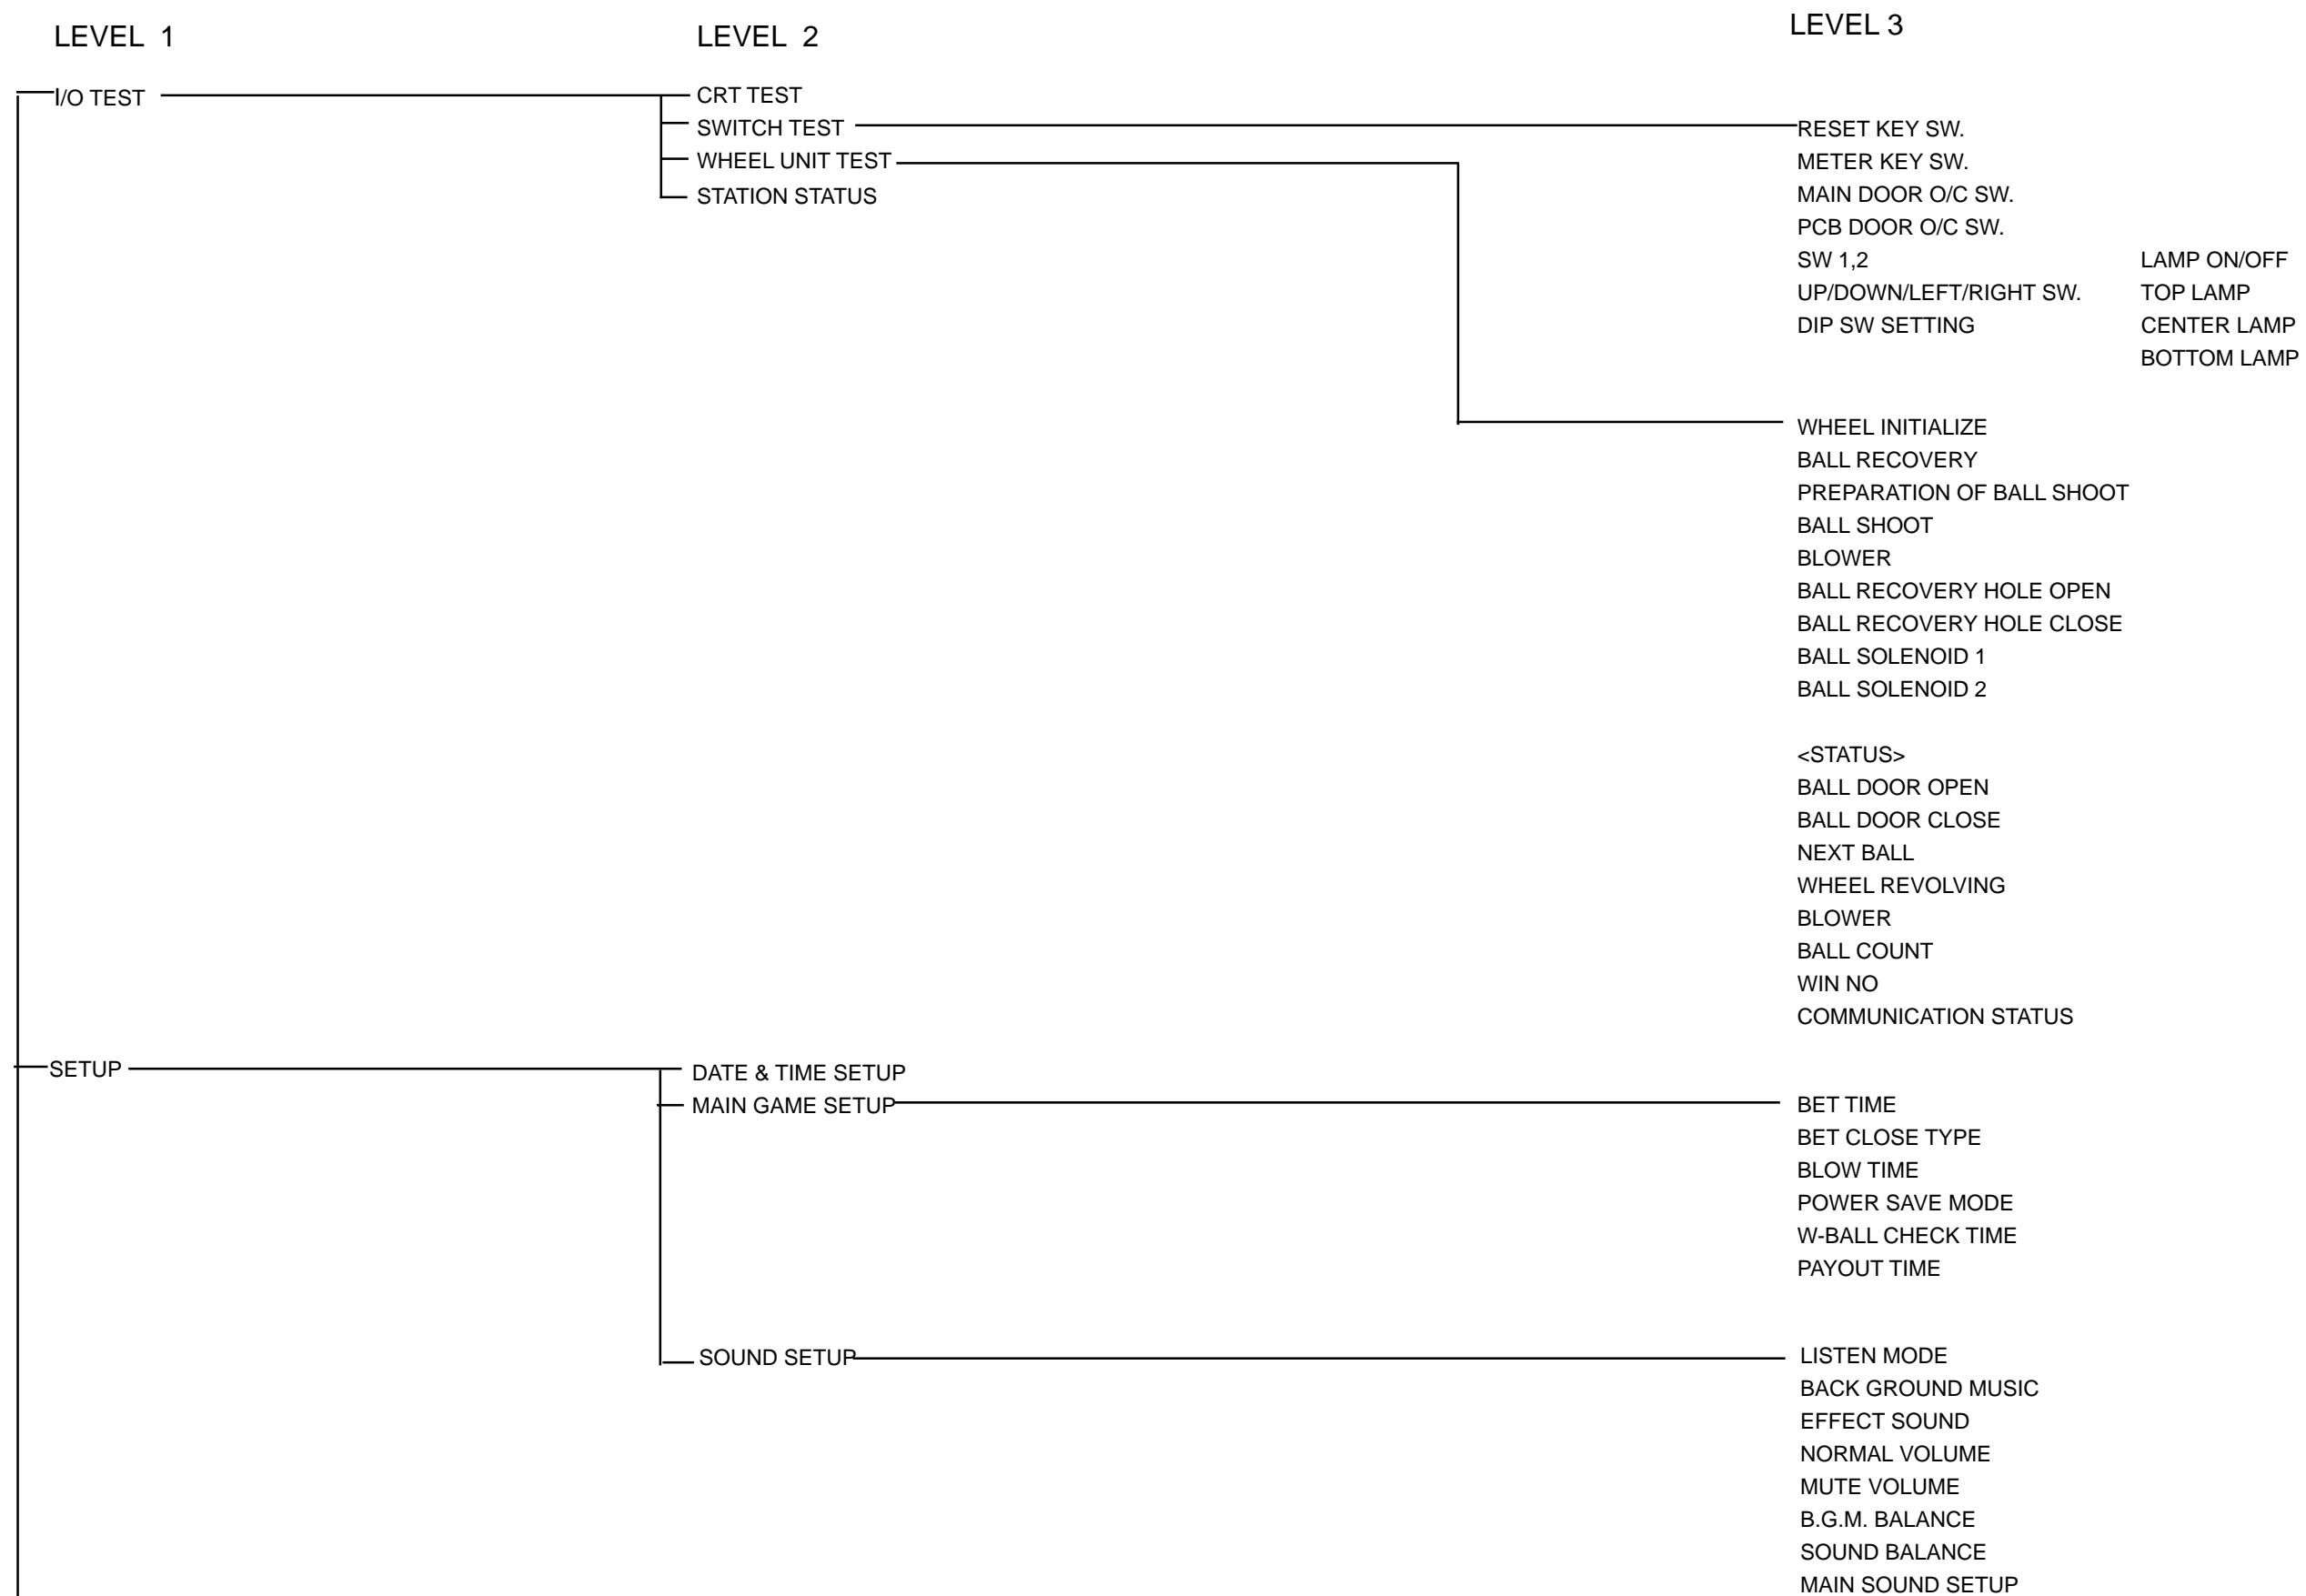 LEVEL 1
LEVEL 2
LEVEL 3
I/O TEST
CRT TEST
SWITCH TEST
WHEEL UNIT TEST
STATION STATUS
RESET KEY SW.
METER KEY SW.
MAIN DOOR O/C SW.
PCB DOOR O/C SW.
SW 1,2
UP/DOWN/LEFT/RIGHT SW.
DIP SW SETTING
LAMP ON/OFF
TOP LAMP
CENTER LAMP
BOTTOM LAMP
WHEEL INITIALIZE
BALL RECOVERY
PREPARATION OF BALL SHOOT
BALL SHOOT
BLOWER
BALL RECOVERY HOLE OPEN
BALL RECOVERY HOLE CLOSE
BALL SOLENOID 1
BALL SOLENOID 2
<STATUS>
BALL DOOR OPEN
BALL DOOR CLOSE
NEXT BALL
WHEEL REVOLVING
BLOWER
BALL COUNT
WIN NO
COMMUNICATION STATUS
SETUP
DATE & TIME SETUP
MAIN GAME SETUP
BET TIME
BET CLOSE TYPE
BLOW TIME
POWER SAVE MODE
W-BALL CHECK TIME
PAYOUT TIME
SOUND SETUP
LISTEN MODE
BACK GROUND MUSIC
EFFECT SOUND
NORMAL VOLUME
MUTE VOLUME
B.G.M. BALANCE
SOUND BALANCE
MAIN SOUND SETUP